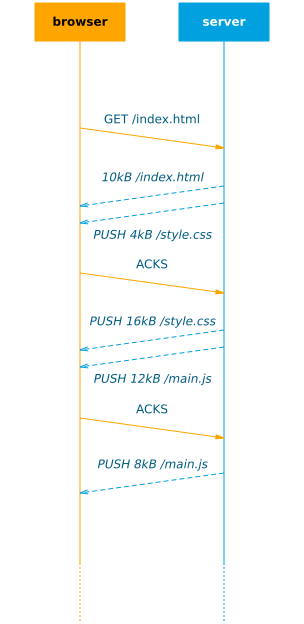 browser
server
GET /index.html
10kB /index.html
PUSH 4kB /style.css
ACKS
PUSH 16kB /style.css
PUSH 12kB /main.js
ACKS
PUSH 8kB /main.js